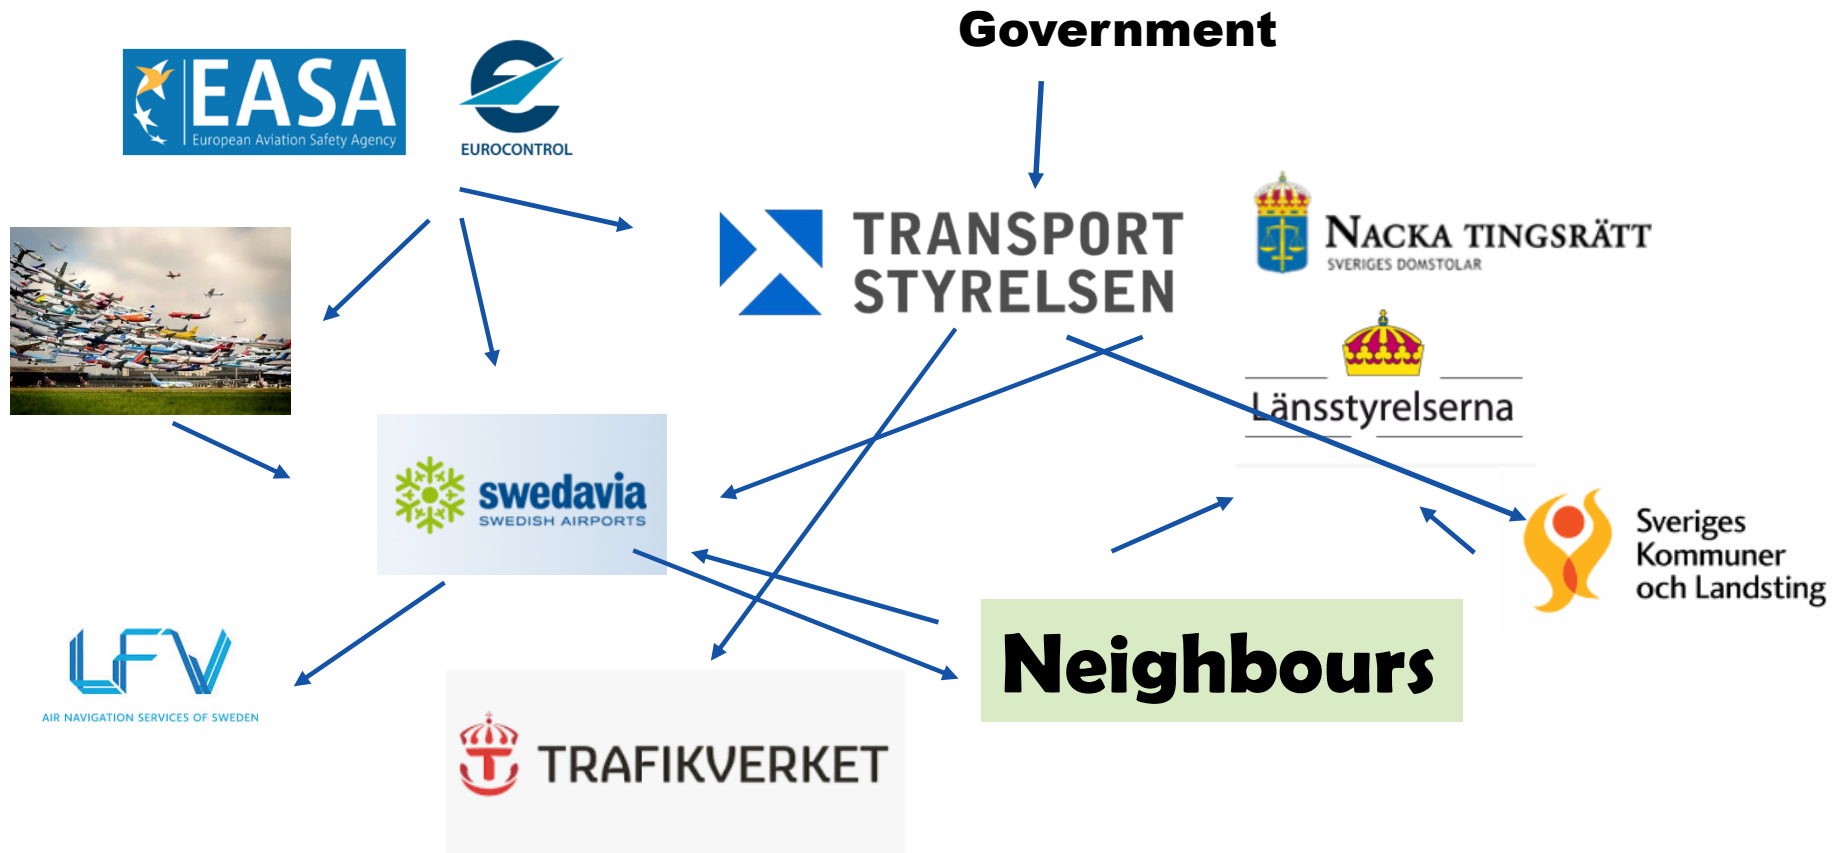 Government
EASA
European Aviation Safety Agency
EUROCONTROL
TRANSPORT
STYRELSEN
NACKA TINGSRÄTT
SVERIGES DOMSTOLAR
Länsstyrelserna
swedavia
SWEDISH AIRPORTS
Sveriges
Kommuner
och Landsting
LFV
AIR NAVIGATION SERVICES OF SWEDEN
Neighbours
TRAFIKVERKET